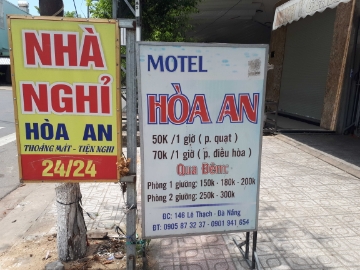 NHÀ
NGHỈ
HÒA AN
THOÁNG MÁT - TIỆN NGHI
24/24
MOTEL
HÒA AN
50K /1 giờ ( p. quạt )
70k /1 giờ ( p. điều hòa )
Qua Đêm:
Phòng 1 giường: 150k - 180k - 200k
Phòng 2 giường: 250k - 300k
ĐC: 146 Lê Thạch - Đà Nẵng
ĐT: 0905 87 32 37 - 0901 941 654